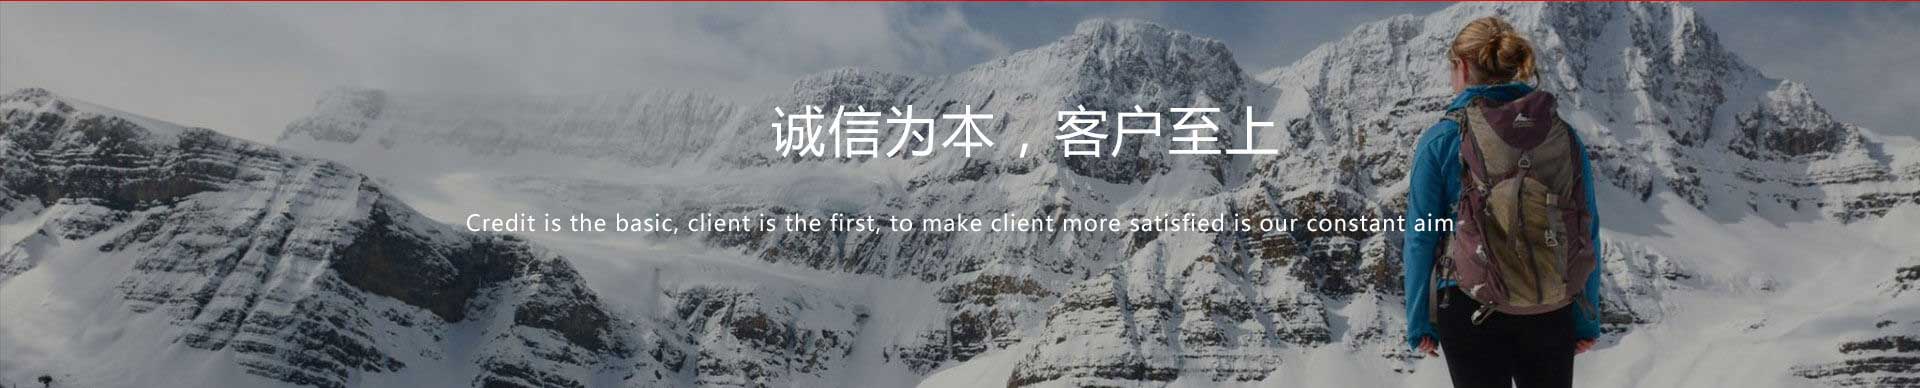 诚信为本，客户至上
Credit is the basic, client is the first, to make client more satisfied is our constant aim